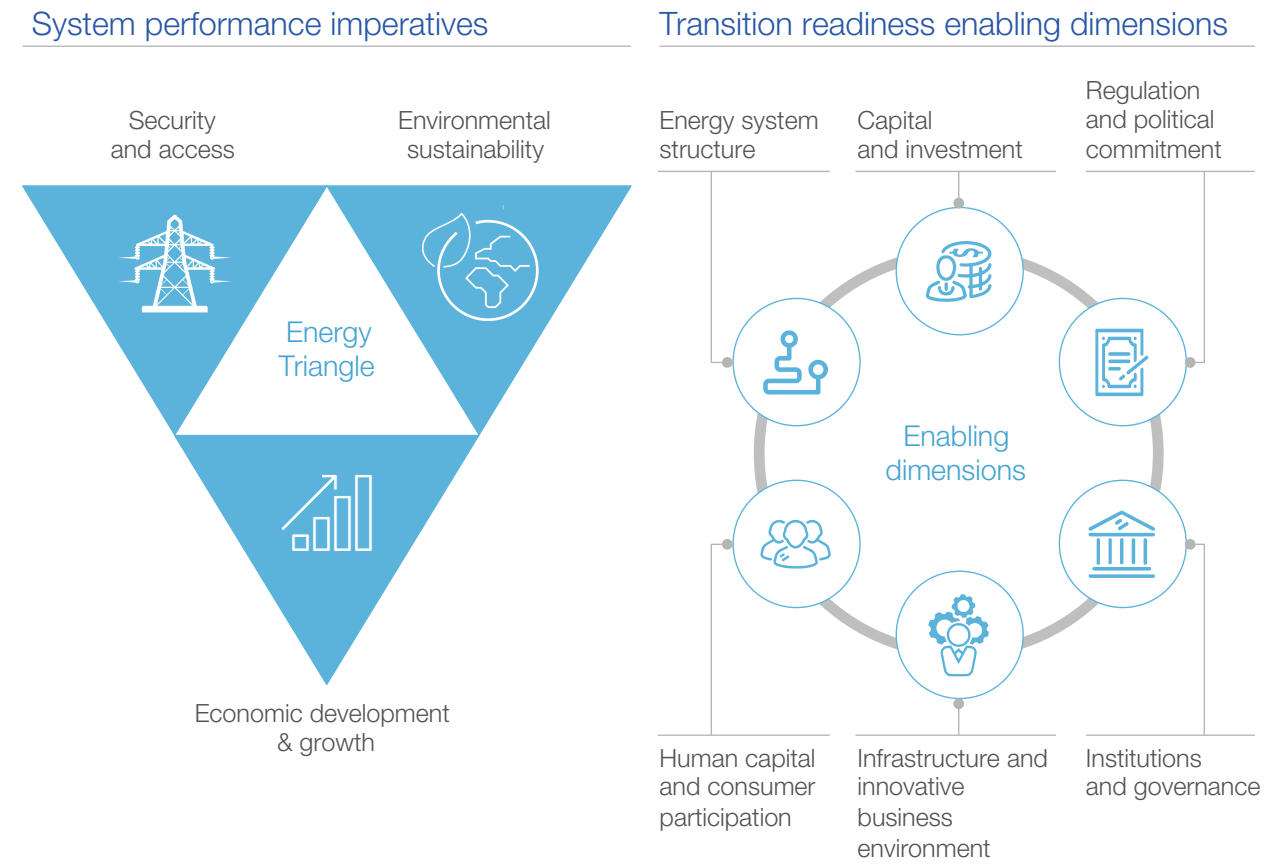 System performance imperatives
Security
and access
Environmental
sustainability
Energy
Triangle
Economic development
& growth
Transition readiness enabling dimensions
Energy system
structure
Capital
and investment
Regulation
and political
commitment
Enabling
dimensions
Human capital
and consumer
participation
Infrastructure and
innovative
business
environment
Institutions
and governance